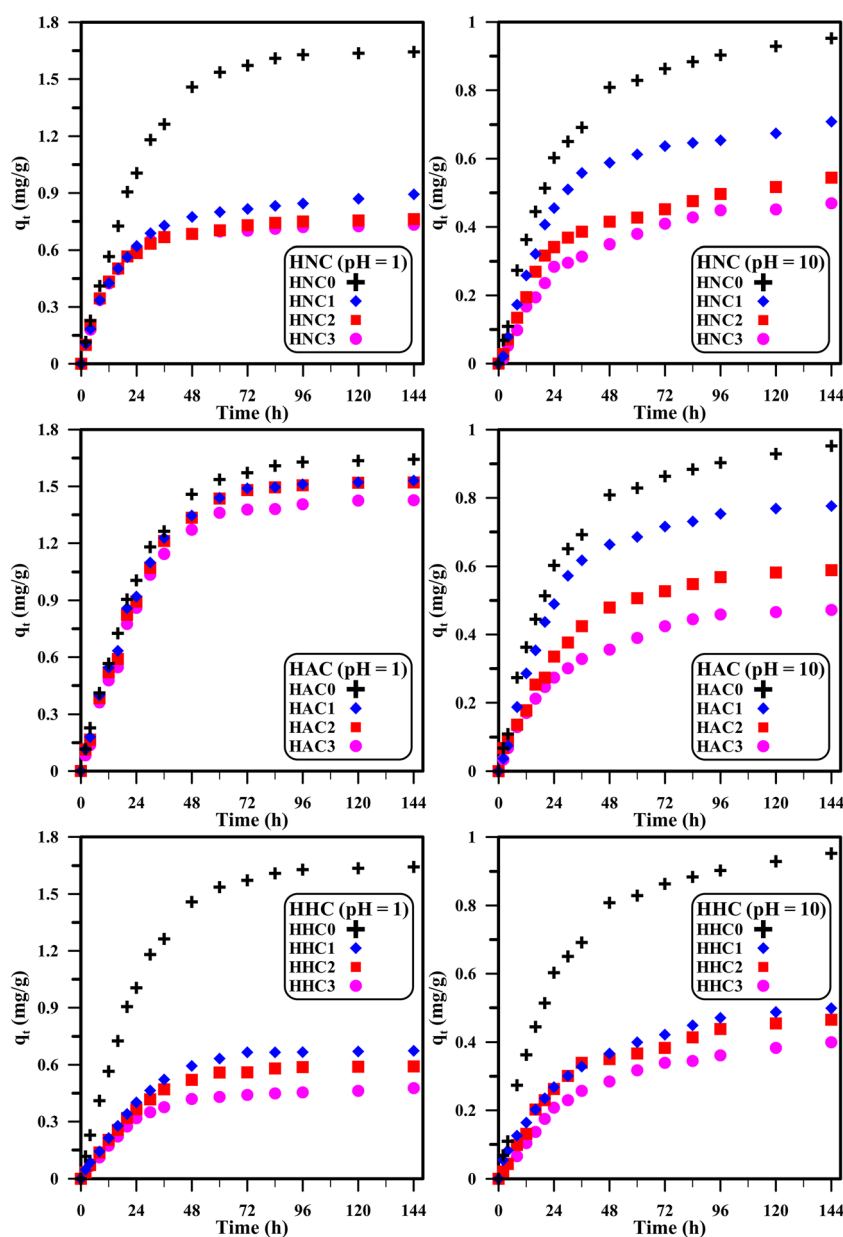 1.8
1.5
1.2
0.9
0.6
0.3
0
qt (mg/g)
HNC (pH = 1)
HNC0
HNC1
HNC2
HNC3
0 24 48 72 96 120 144
Time (h)
1
0.8
0.6
0.4
0.2
0
qt (mg/g)
HNC (pH = 10)
HNC0
HNC1
HNC2
HNC3
0 24 48 72 96 120 144
Time (h)
1.8
1.5
1.2
0.9
0.6
0.3
0
qt (mg/g)
HAC (pH = 1)
HAC0
HAC1
HAC2
HAC3
0 24 48 72 96 120 144
Time (h)
1
0.8
0.6
0.4
0.2
0
qt (mg/g)
HAC (pH = 10)
HAC0
HAC1
HAC2
HAC3
0 24 48 72 96 120 144
Time (h)
1.8
1.5
1.2
0.9
0.6
0.3
0
qt (mg/g)
HHC (pH = 1)
HHC0
HHC1
HHC2
HHC3
0 24 48 72 96 120 144
Time (h)
1
0.8
0.6
0.4
0.2
0
qt (mg/g)
HHC (pH = 10)
HHC0
HHC1
HHC2
HHC3
0 24 48 72 96 120 144
Time (h)